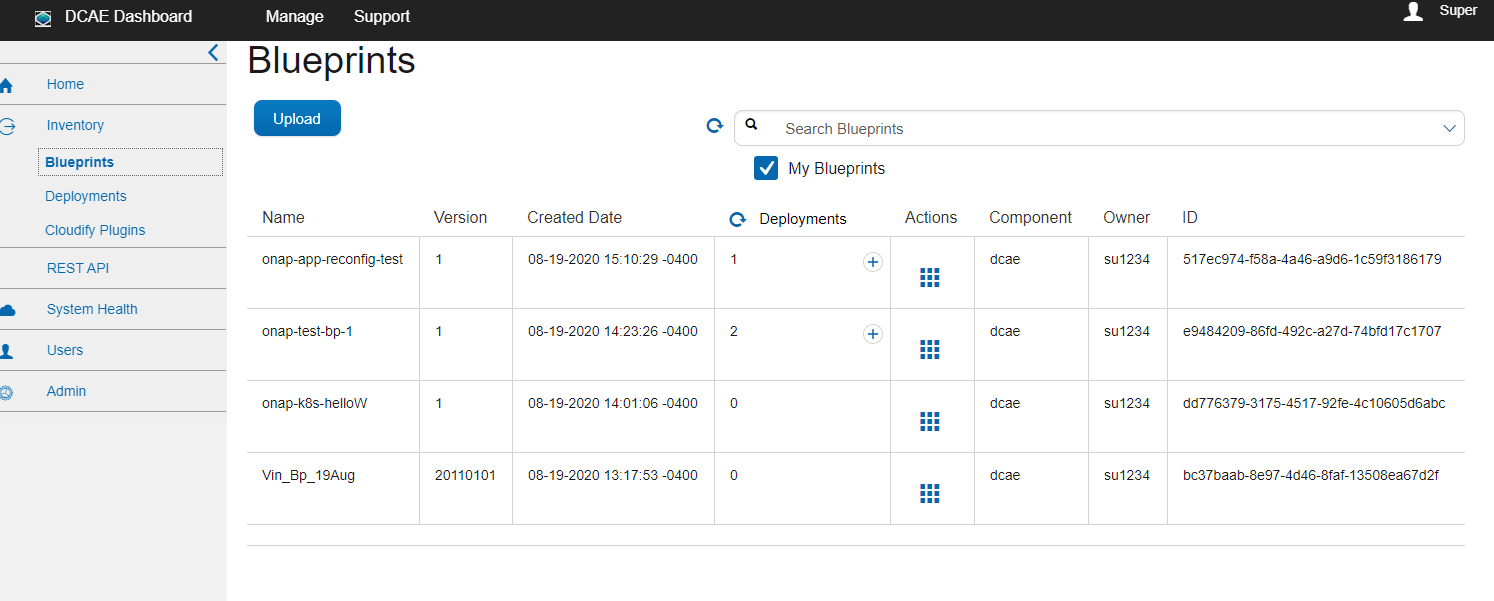 DCAE Dashboard Manage Support Super
Home
Inventory
Blueprints
Deployments
Cloudify Plugins
REST API
System Health
Users
Admin
Blueprints
Upload
Search Blueprints
My Blueprints
Name Version Created Date Deployments Actions Component Owner ID
onap-app-reconfig-test 1 08-19-2020 15:10:29 -0400 1 dcae su1234 517ec974-f58a-4a46-a9d6-1c59f3186179
onap-test-bp-1 1 08-19-2020 14:23:26 -0400 2 dcae su1234 e9484209-86fd-492c-a27d-74bfd17c1707
onap-k8s-helloW 1 08-19-2020 14:01:06 -0400 0 dcae su1234 dd776379-3175-4517-92fe-4c10605d6abc
Vin_Bp_19Aug 20110101 08-19-2020 13:17:53 -0400 0 dcae su1234 bc37baab-8e97-4d46-8faf-13508ea67d2f